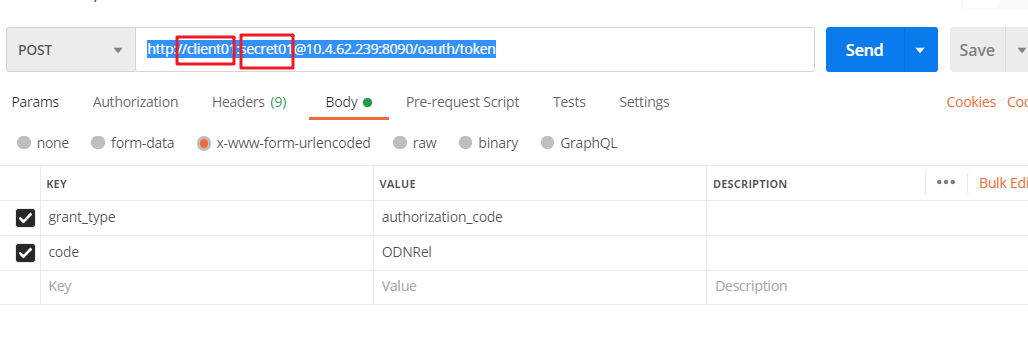 POST http://client01:secret01@10.4.62.239:8090/oauth/token Send Save
Params Authorization Headers (9) Body Pre-request Script Tests Settings Cookies Coo
none form-data x-www-form-urlencoded raw binary GraphQL
KEY VALUE DESCRIPTION ••• Bulk Edi
grant_type authorization_code
code ODNRel
Key Value Description